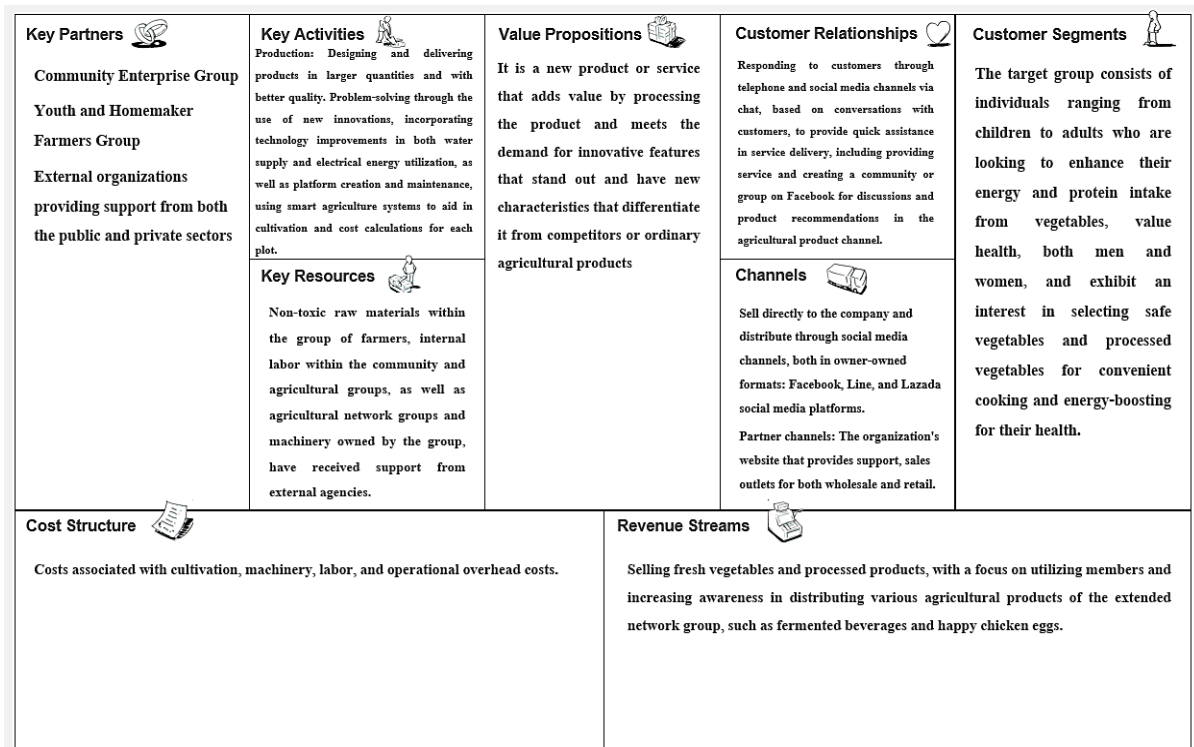 Key Partners
Community Enterprise Group
Youth and Homemaker
Farmers Group
External organizations
providing support from both
the public and private sectors
Key Activities
Production: Designing and delivering
products in larger quantities and with
better quality. Problem-solving through the
use of new innovations, incorporating
technology improvements in both water
supply and electrical energy utilization, as
well as platform creation and maintenance,
using smart agriculture systems to aid in
cultivation and cost calculations for each
plot.
Key Resources
Non-toxic raw materials within
the group of farmers, internal
labor within the community and
agricultural groups, as well as
agricultural network groups and
machinery owned by the group,
have received support from
external agencies.
Value Propositions
It is a new product or service
that adds value by processing
the product and meets the
demand for innovative features
that stand out and have new
characteristics that differentiate
it from competitors or ordinary
agricultural products
Customer Relationships
Responding to customers through
telephone and social media channels via
chat, based on conversations with
customers, to provide quick assistance
in service delivery, including providing
service and creating a community or
group on Facebook for discussions and
product recommendations in the
agricultural product channel.
Channels
Sell directly to the company and
distribute through social media
channels, both in owner-owned
formats: Facebook, Line, and Lazada
social media platforms.
Partner channels: The organization's
website that provides support, sales
outlets for both wholesale and retail.
Customer Segments
The target group consists of
individuals ranging from
children to adults who are
looking to enhance their
energy and protein intake
from vegetables, value
health, both men and
women, and exhibit an
interest in selecting safe
vegetables and processed
vegetables for convenient
cooking and energy-boosting
for their health.
Cost Structure
Costs associated with cultivation, machinery, labor, and operational overhead costs.
Revenue Streams
Selling fresh vegetables and processed products, with a focus on utilizing members and
increasing awareness in distributing various agricultural products of the extended
network group, such as fermented beverages and happy chicken eggs.